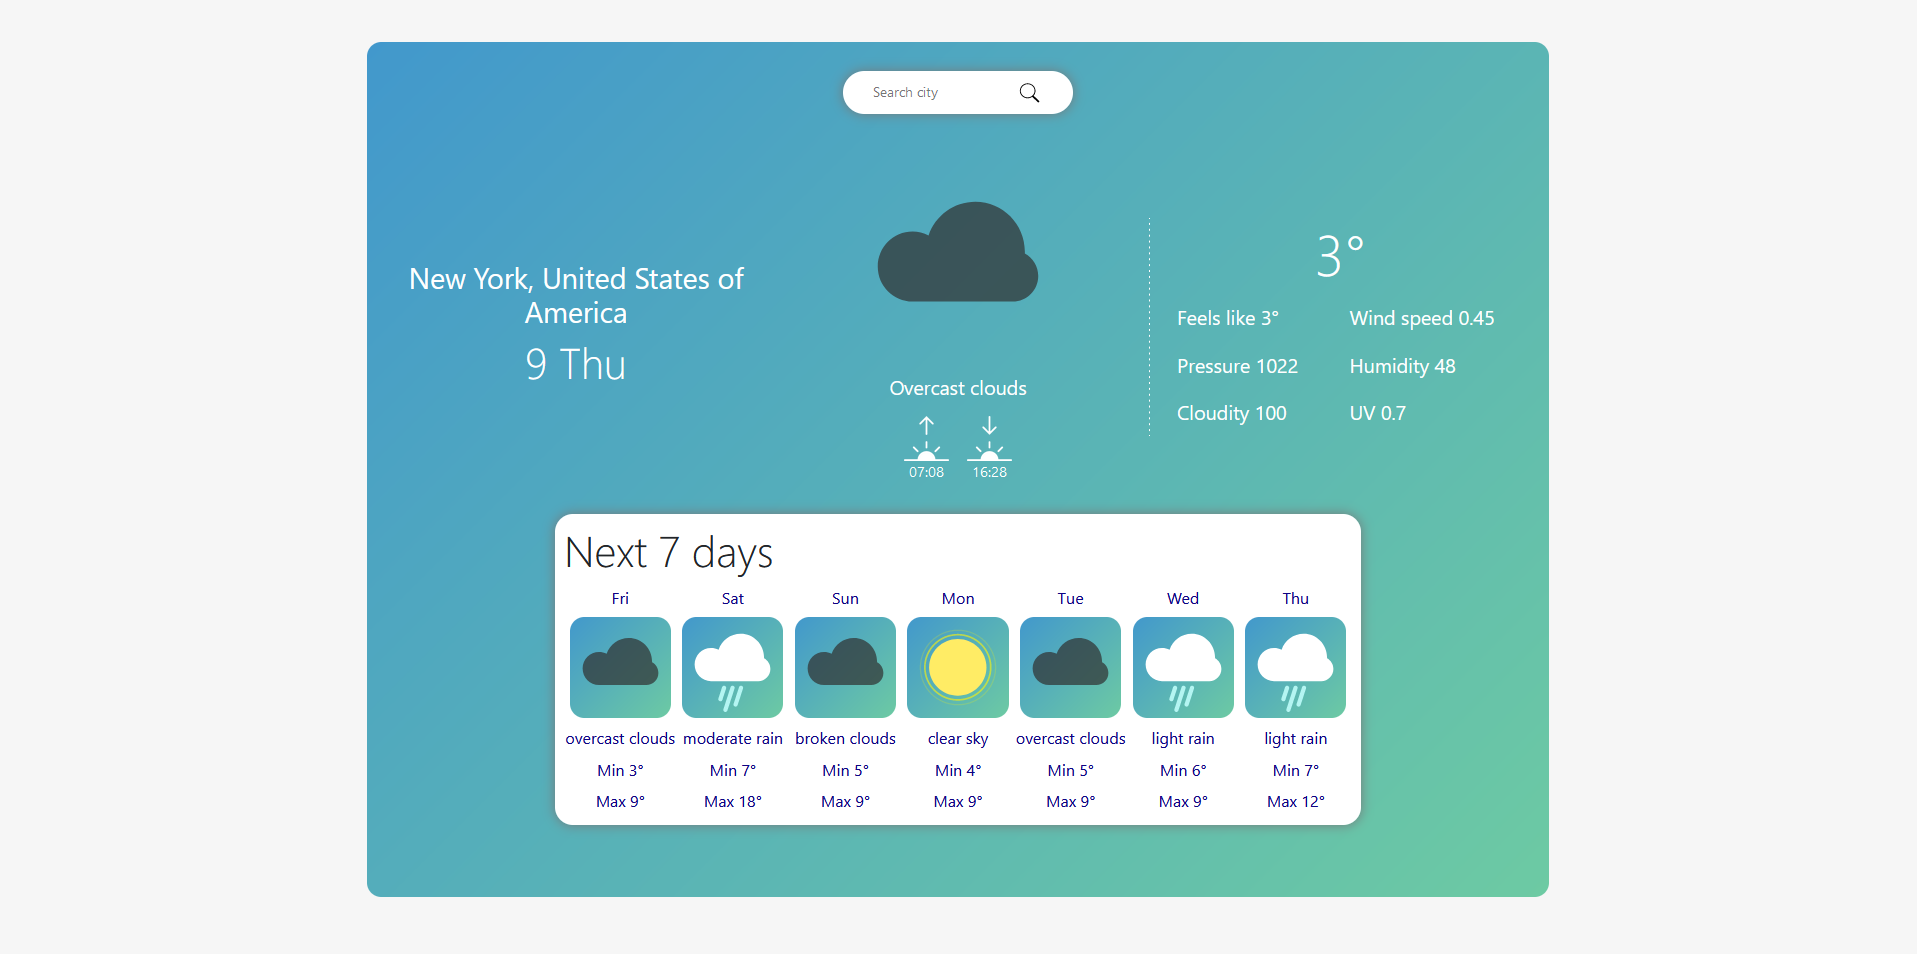 Search city
New York, United States of
America
9 Thu
Overcast clouds
07:08 16:28
3°
Feels like 3° Wind speed 0.45
Pressure 1022 Humidity 48
Cloudity 100 UV 0.7
Next 7 days
Fri Sat Sun Mon Tue Wed Thu
overcast clouds moderate rain broken clouds clear sky overcast clouds light rain light rain
Min 3° Min 7° Min 5° Min 4° Min 5° Min 6° Min 7°
Max 9° Max 18° Max 9° Max 9° Max 9° Max 9° Max 12°